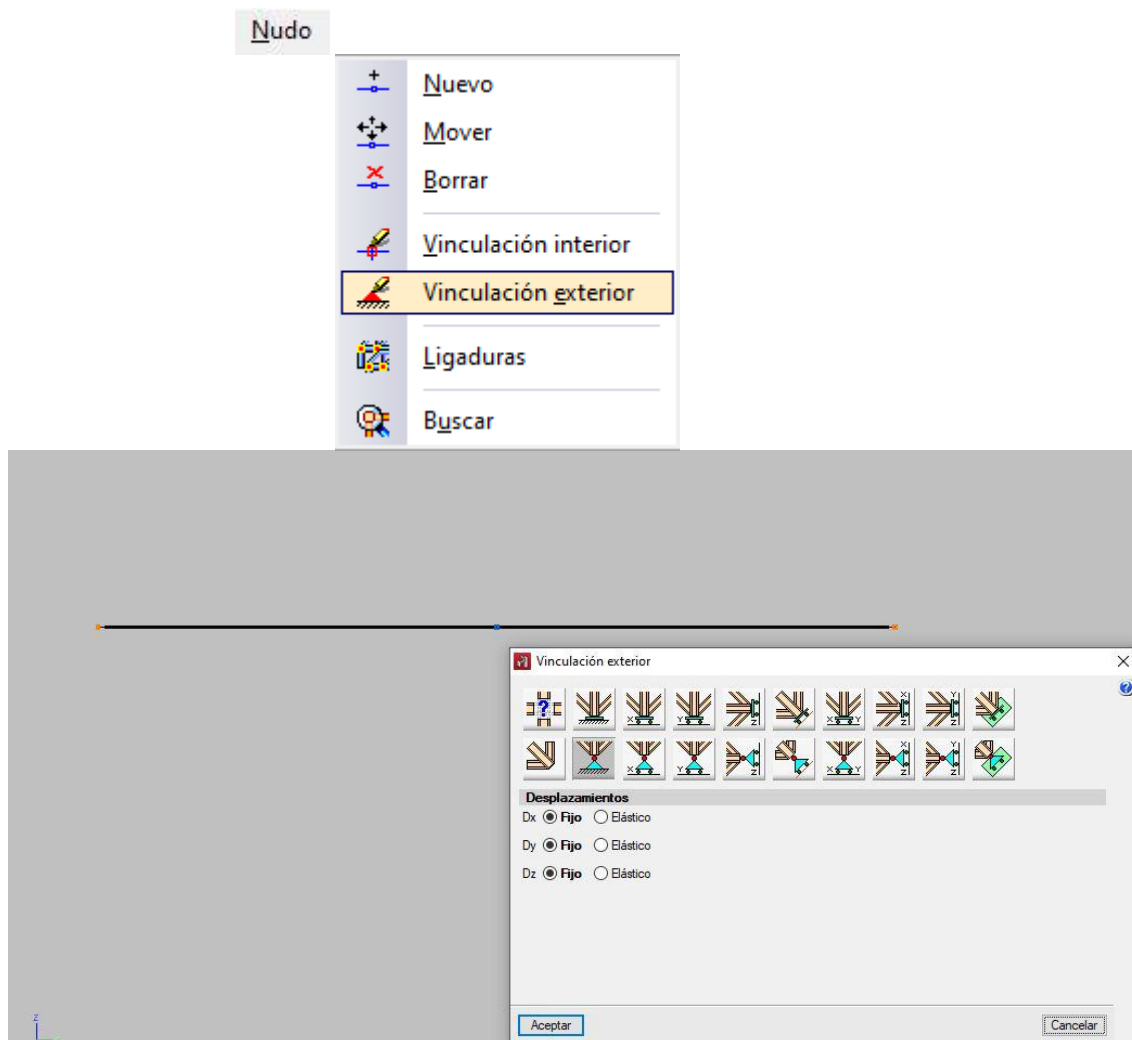 Nudo
Nuevo
Mover
Borrar
Vinculación interior
Vinculación exterior
Ligaduras
Buscar
Vinculación exterior
Desplazamientos
Dx Fijo Elástico
Dy Fijo Elástico
Dz Fijo Elástico
Aceptar Cancelar
z